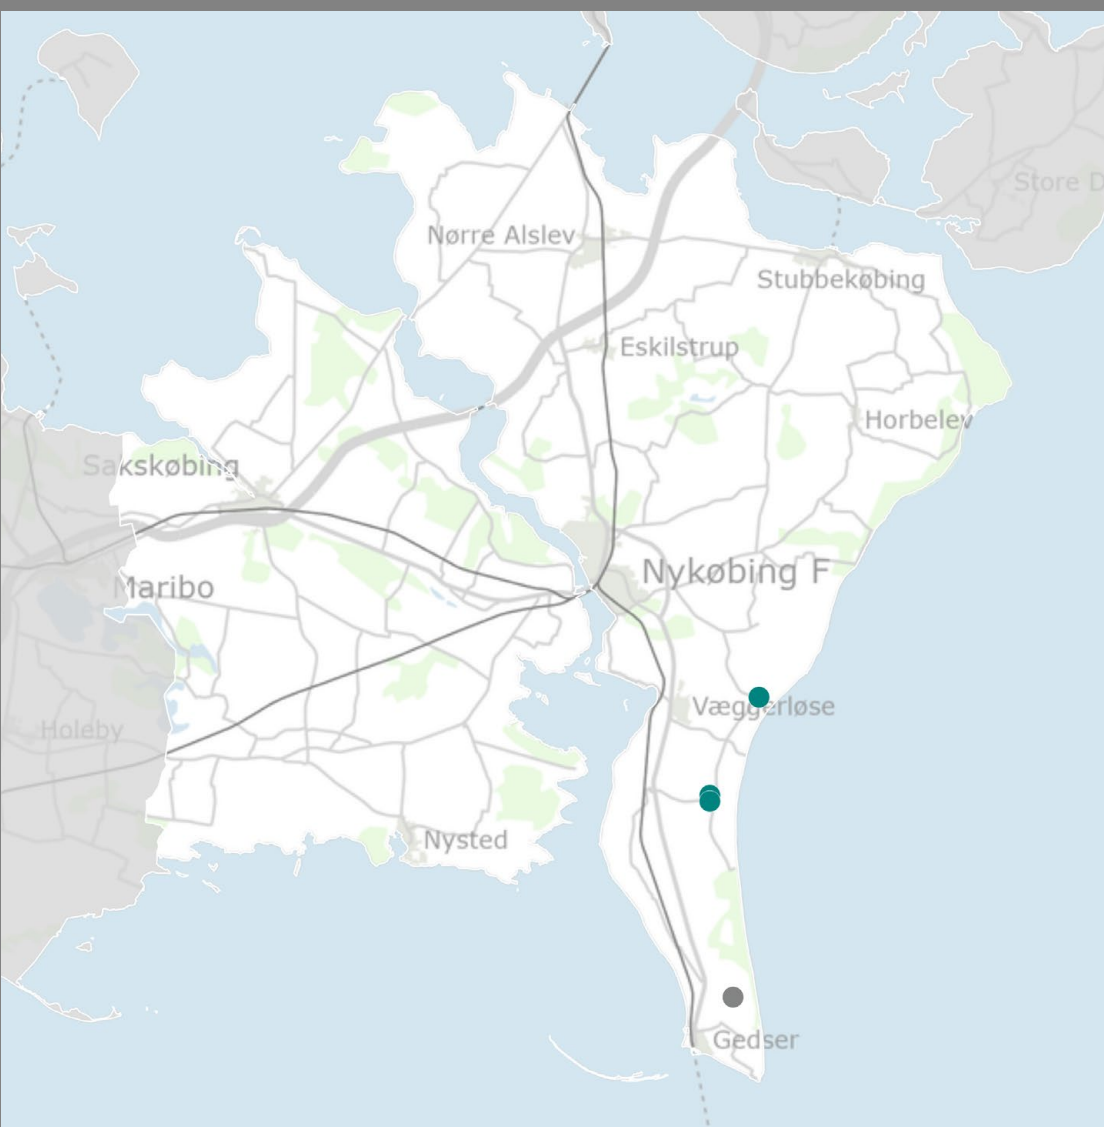 Store D
Nørre Alslev
Stubbekøbing
Eskilstrup
Horbelev
Sakskøbing
Nykøbing F
Maribo
Væggerløse
Holeby
Nysted
Gedser